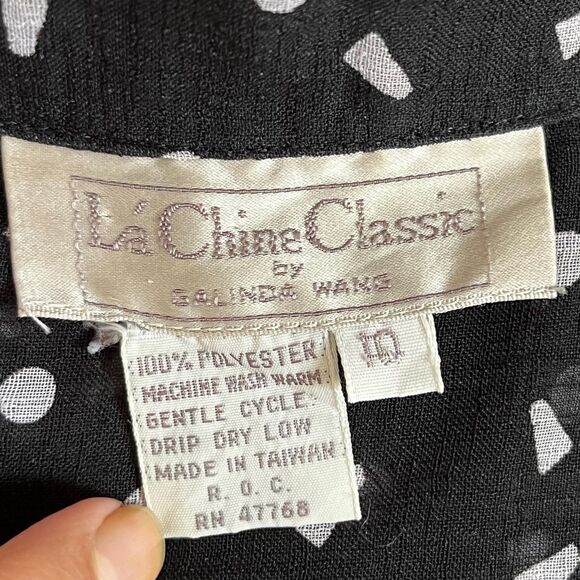 La' Chine Classic
by
GALINDA WANG
10
100% POLYESTER
MACHINE WASH WARM
GENTLE CYCLE
DRIP DRY LOW
MADE IN TAIWAN
R. O. C.
RN 47768